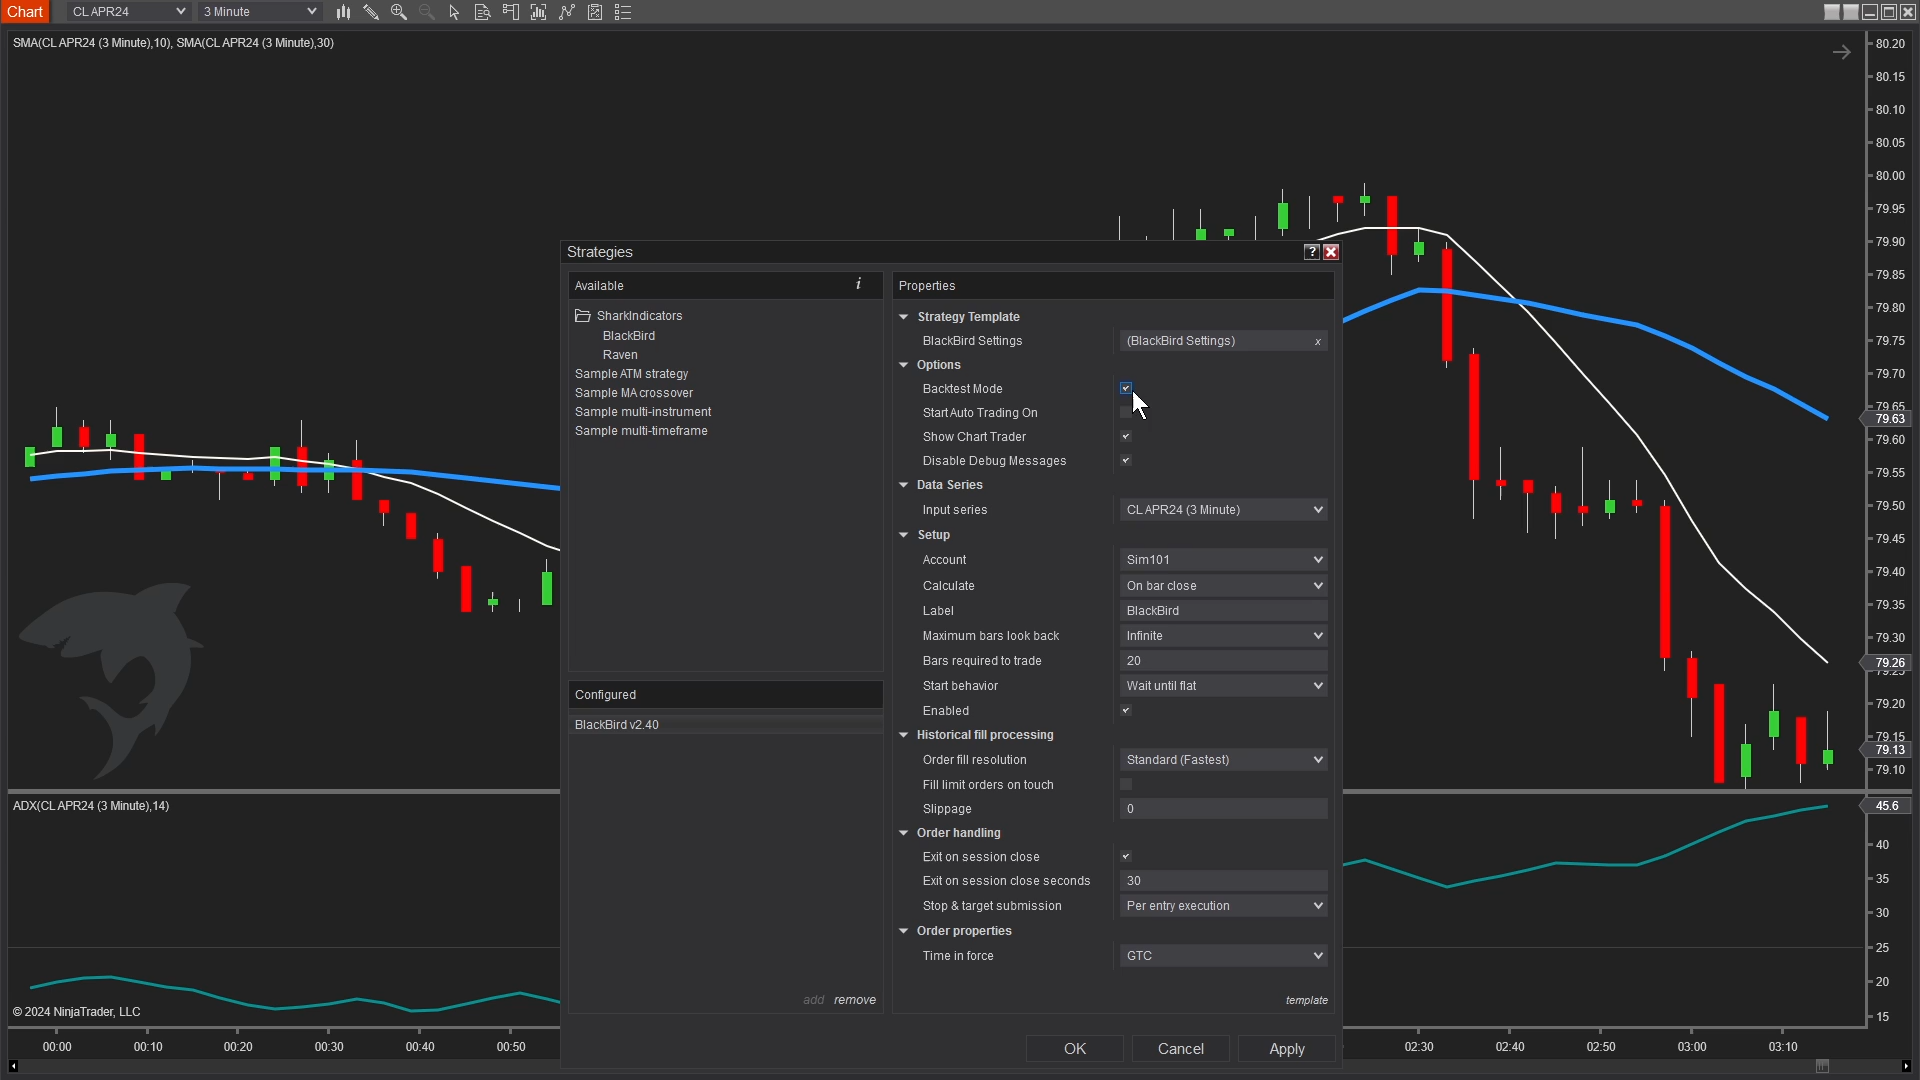 Chart CL APR24 3 Minute
SMA(CL APR24 (3 Minute),10), SMA(CL APR24 (3 Minute),30)
80.20
80.15
80.10
80.05
80.00
79.95
79.90
79.85
79.80
79.75
79.70
79.65
79.63
79.60
79.55
79.50
79.45
79.40
79.35
79.30
79.26
79.25
79.20
79.15
79.13
79.10
Strategies
?
Available
i
SharkIndicators
BlackBird
Raven
Sample ATM strategy
Sample MA crossover
Sample multi-instrument
Sample multi-timeframe
Configured
BlackBird v2.40
add remove
Properties
Strategy Template
BlackBird Settings (BlackBird Settings) x
Options
Backtest Mode
Start Auto Trading On
Show Chart Trader
Disable Debug Messages
Data Series
Input series CL APR24 (3 Minute)
Setup
Account Sim101
Calculate On bar close
Label BlackBird
Maximum bars look back Infinite
Bars required to trade 20
Start behavior Wait until flat
Enabled
Historical fill processing
Order fill resolution Standard (Fastest)
Fill limit orders on touch
Slippage 0
Order handling
Exit on session close
Exit on session close seconds 30
Stop & target submission Per entry execution
Order properties
Time in force GTC
template
OK Cancel Apply
ADX(CL APR24 (3 Minute),14)
45.6
40
35
30
25
20
15
© 2024 NinjaTrader, LLC
00:00 00:10 00:20 00:30 00:40 00:50 02:30 02:40 02:50 03:00 03:10